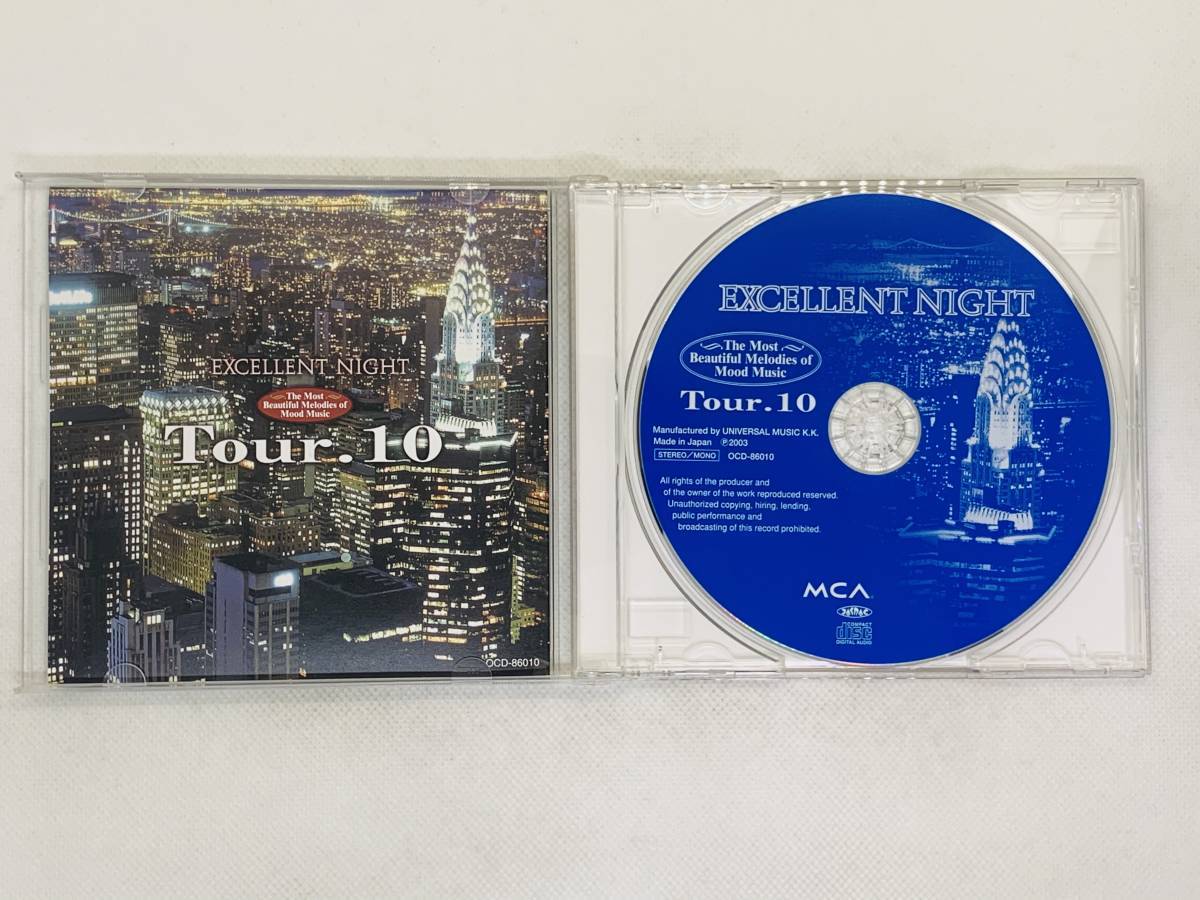 EXCELLENT NIGHT
The Most
Beautiful Melodies of
Mood Music
Tour.10
OCD-86010
EXCELLENT NIGHT
The Most
Beautiful Melodies of
Mood Music
Tour.10
Manufactured by UNIVERSAL MUSIC K.K.
Made in Japan ℗2003
STEREO/MONO OCD-86010
All rights of the producer and
of the owner of the work reproduced reserved.
Unauthorized copying, hiring, lending,
public performance and
broadcasting of this record prohibited.
MCA
COMPACT
disc
DIGITAL AUDIO